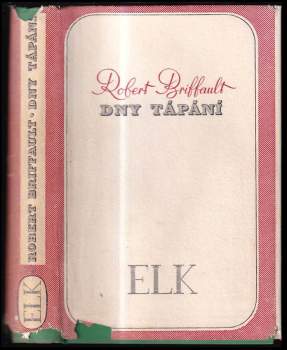 Robert Briffault
DNY TÁPÁNÍ
ELK
ROBERT BRIFFAULT • DNY TÁPÁNÍ
ELK